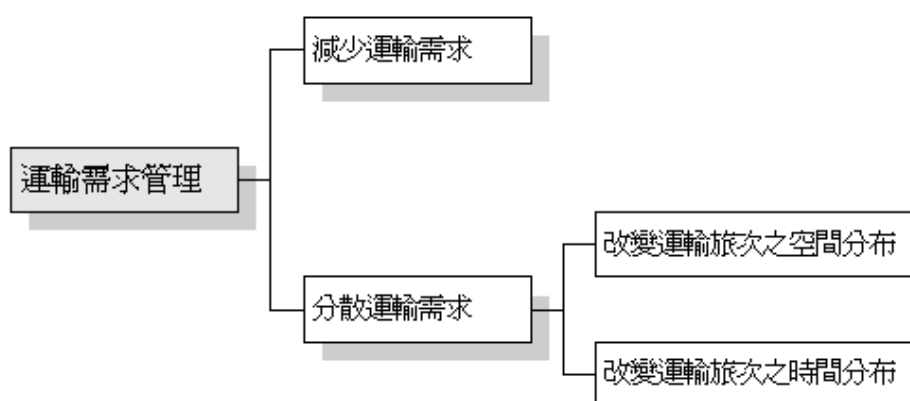 減少運輸需求
運輸需求管理
改變運輸旅次之空間分布
分散運輸需求
改變運輸旅次之時間分布